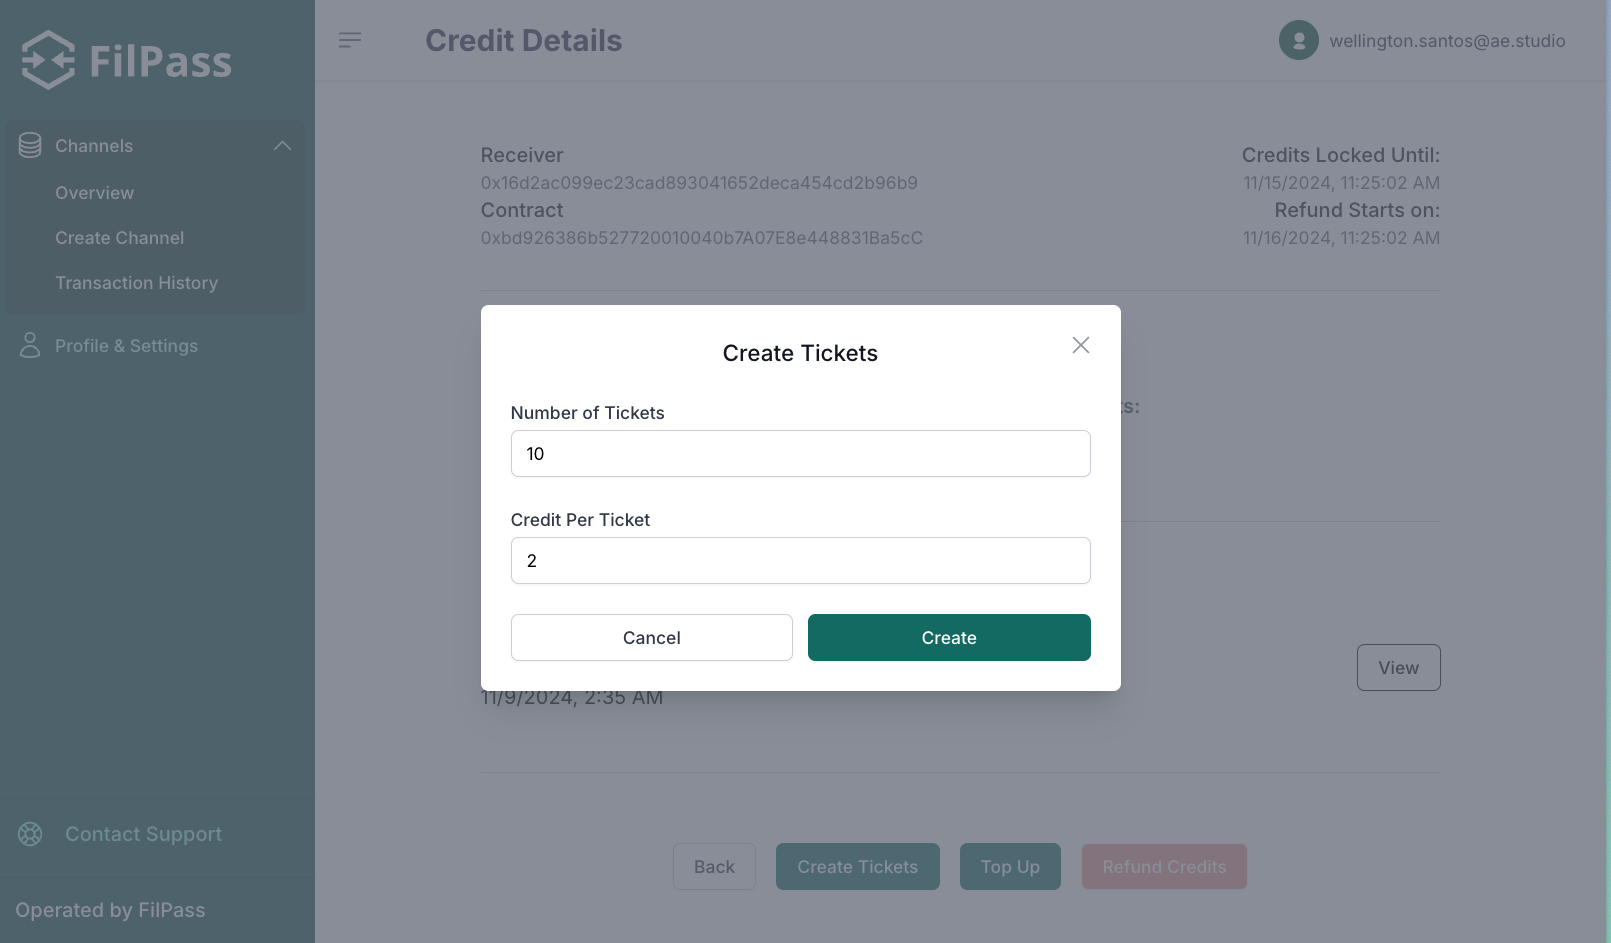 FilPass
Channels
Overview
Create Channel
Transaction History
Profile & Settings
Contact Support
Operated by FilPass
Credit Details
wellington.santos@ae.studio
Receiver
0x16d2ac099ec23cad893041652deca454cd2b96b9
Contract
0xbd926386b527720010040b7A07E8e448831Ba5cC
Credits Locked Until:
11/15/2024, 11:25:02 AM
Refund Starts on:
11/16/2024, 11:25:02 AM
Create Tickets
Number of Tickets
10
Credit Per Ticket
2
Cancel
Create
11/9/2024, 2:35 AM
View
Back
Create Tickets
Top Up
Refund Credits